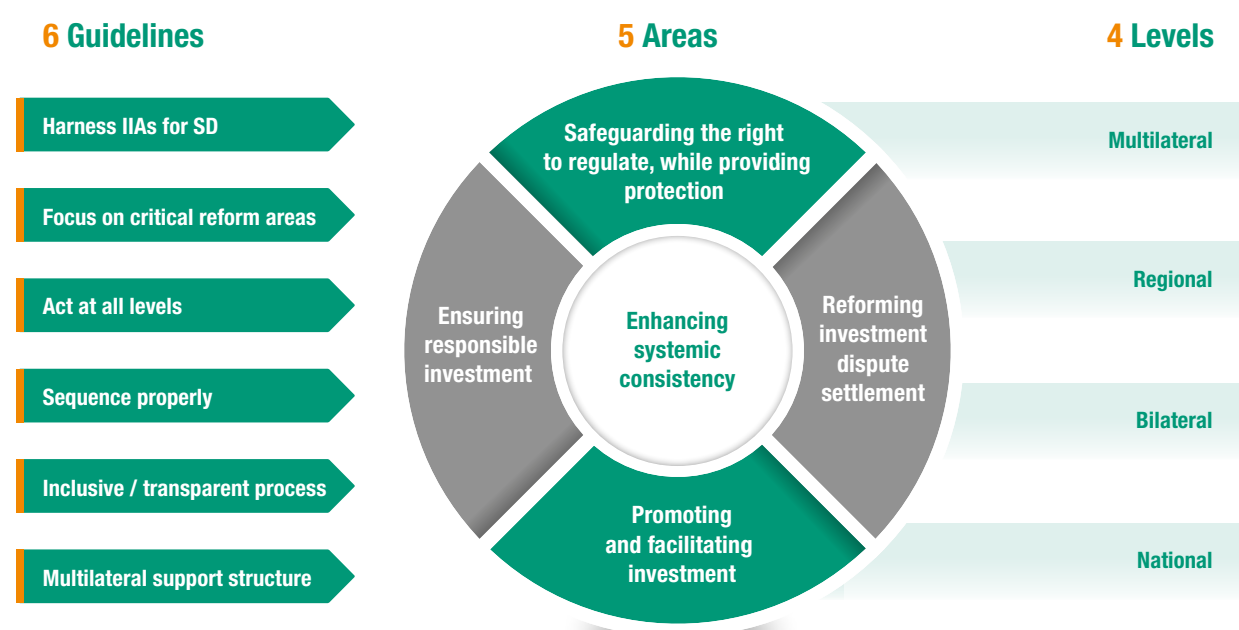 6 Guidelines
Harness IIAs for SD
Focus on critical reform areas
Act at all levels
Sequence properly
Inclusive / transparent process
Multilateral support structure
5 Areas
Safeguarding the right
to regulate, while providing
protection
Ensuring
responsible
investment
Enhancing
systemic
consistency
Reforming
investment
dispute
settlement
Promoting
and facilitating
investment
4 Levels
Multilateral
Regional
Bilateral
National